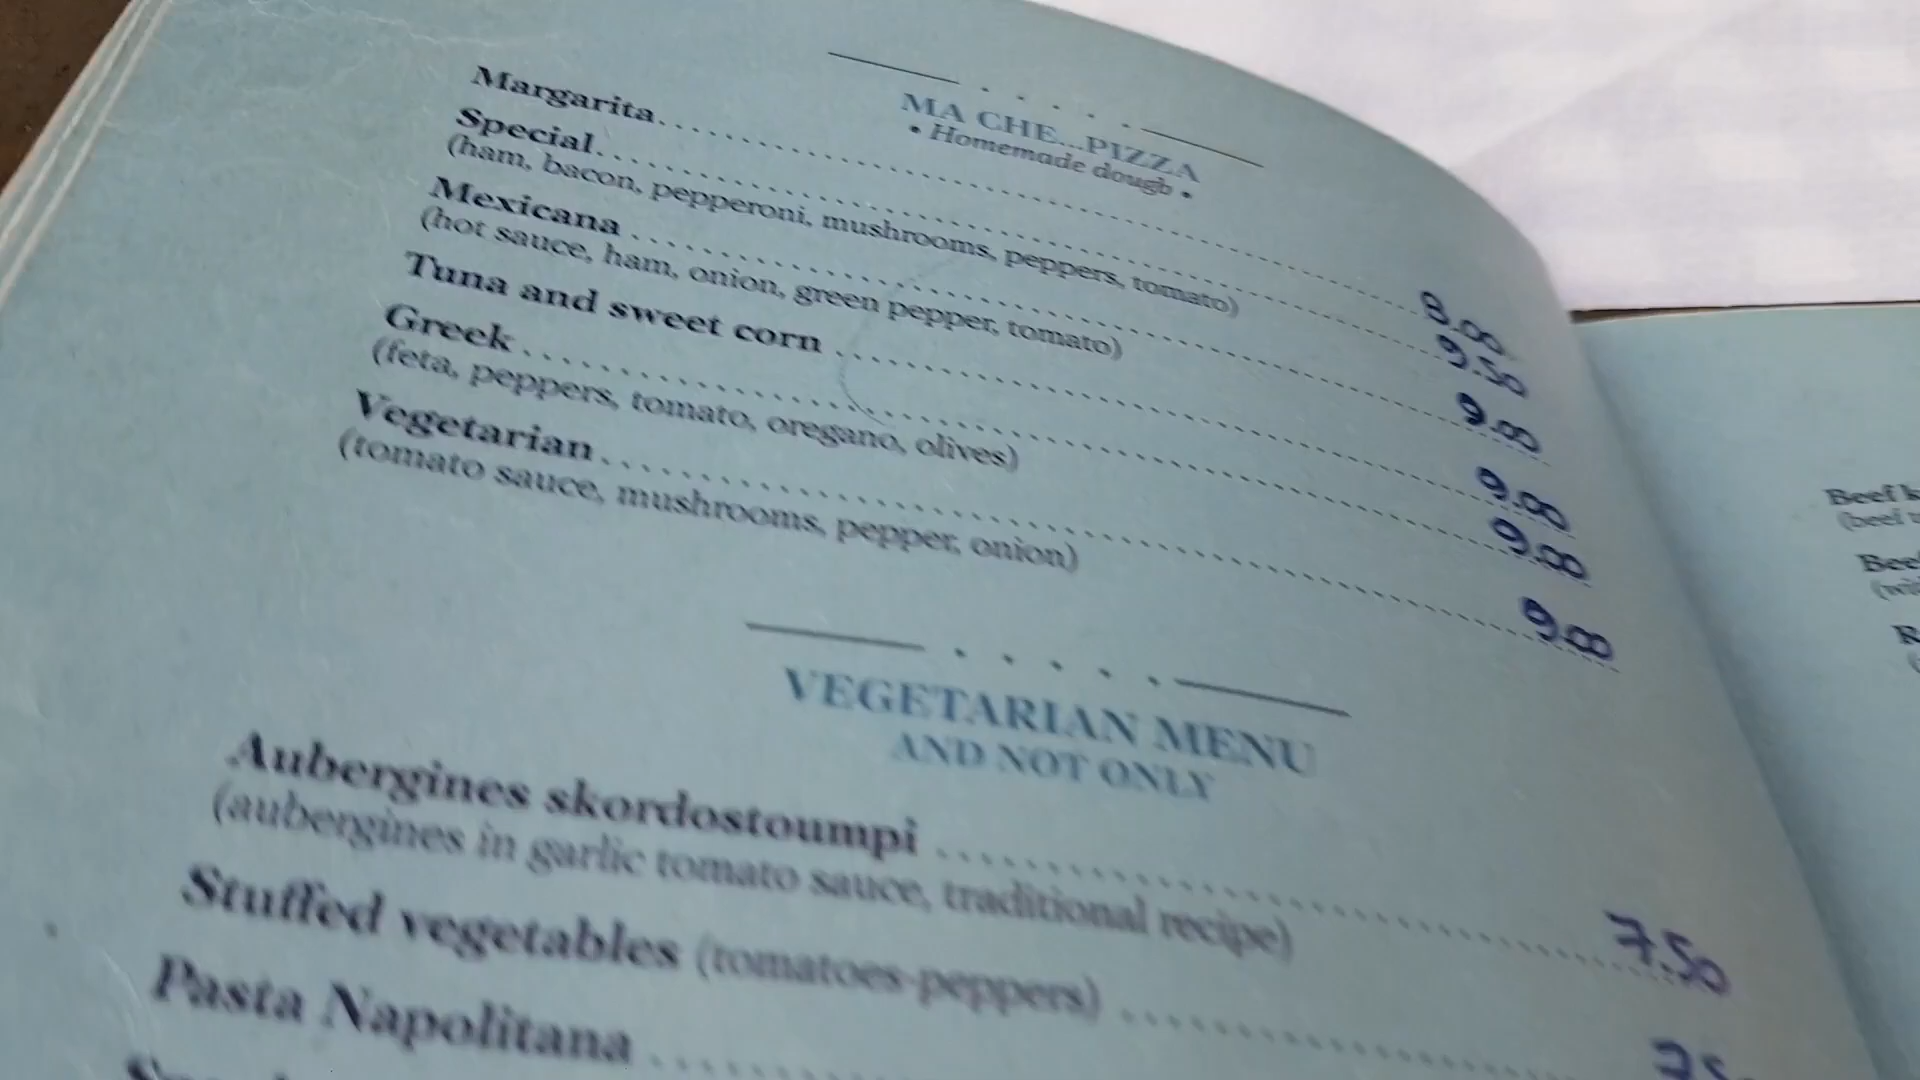 MA CHE...PIZZA
• Homemade dough •
Margarita 8.00
Special 9.50
(ham, bacon, pepperoni, mushrooms, peppers, tomato)
Mexicana 9.00
(hot sauce, ham, onion, green pepper, tomato)
Tuna and sweet corn 9.00
Greek 9.00
(feta, peppers, tomato, oregano, olives)
Vegetarian 9.00
(tomato sauce, mushrooms, pepper, onion)
VEGETARIAN MENU
AND NOT ONLY
Aubergines skordostoumpi 7.50
(aubergines in garlic tomato sauce, traditional recipe)
Stuffed vegetables (tomatoes-peppers)
Pasta Napolitana
Beef
(beef